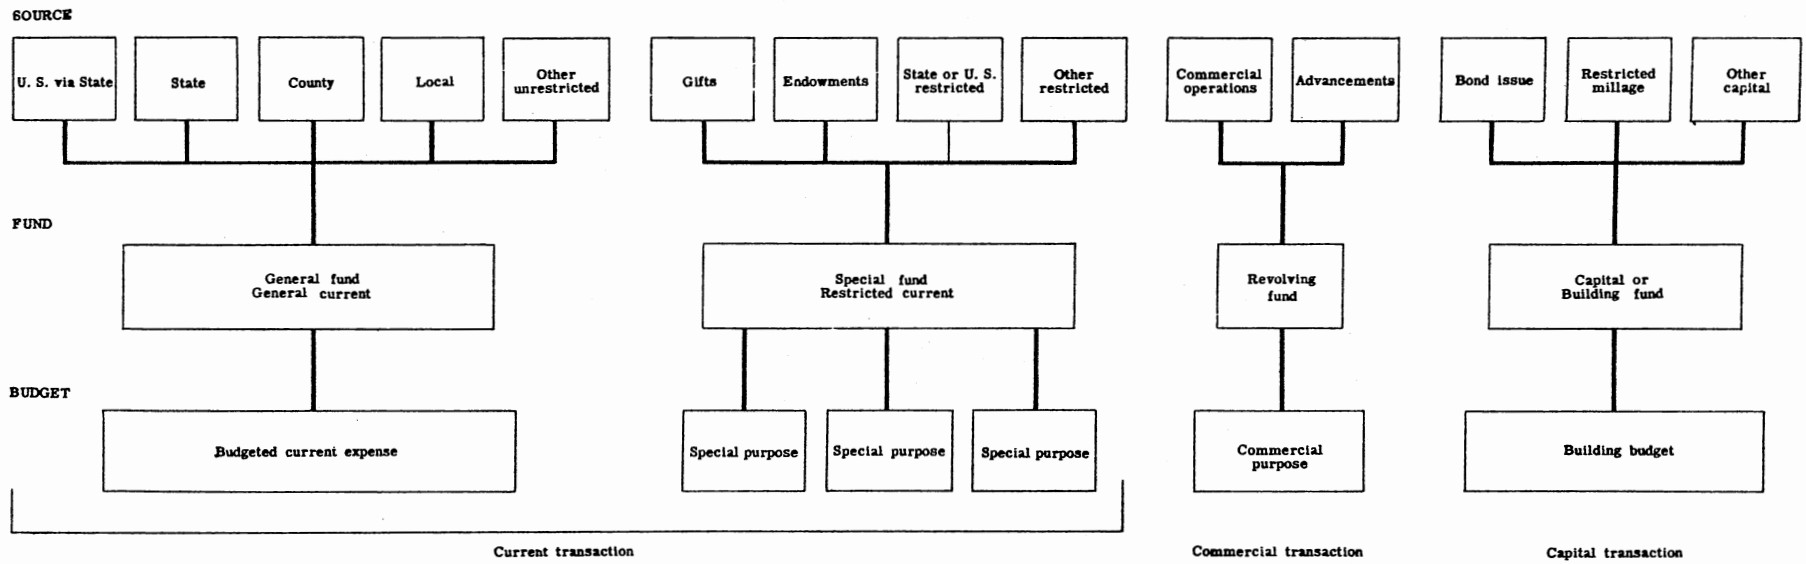 SOURCE
U. S. via State
State
County
Local
Other
unrestricted
Gifts
Endowments
State or U. S.
restricted
Other
restricted
Commercial
operations
Advancements
Bond issue
Restricted
millage
Other
capital
FUND
General fund
General current
Special fund
Restricted current
Revolving
fund
Capital or
Building fund
BUDGET
Budgeted current expense
Special purpose
Special purpose
Special purpose
Commercial
purpose
Building budget
Current transaction
Commercial transaction
Capital transaction